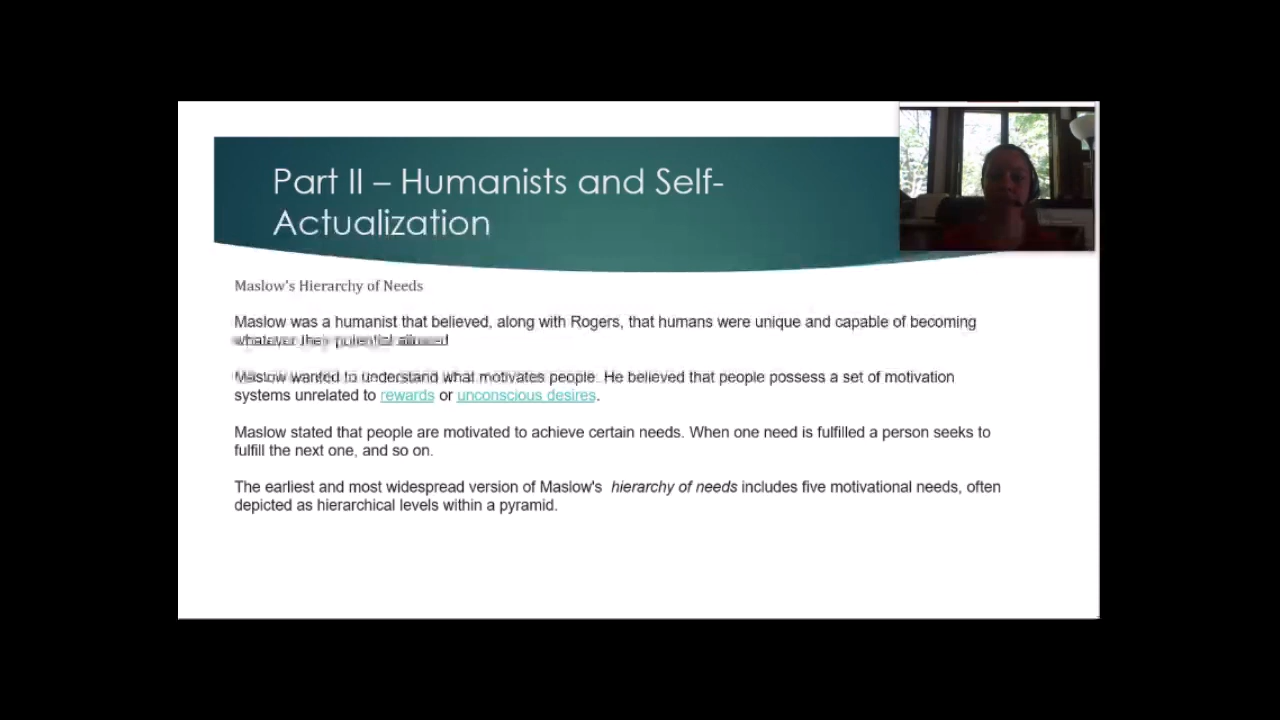 Part II – Humanists and Self-
Actualization
Maslow's Hierarchy of Needs
Maslow was a humanist that believed, along with Rogers, that humans were unique and capable of becoming
whatever they potential allowed
Maslow wanted to understand what motivates people. He believed that people possess a set of motivation
systems unrelated to rewards or unconscious desires.
Maslow stated that people are motivated to achieve certain needs. When one need is fulfilled a person seeks to
fulfill the next one, and so on.
The earliest and most widespread version of Maslow's hierarchy of needs includes five motivational needs, often
depicted as hierarchical levels within a pyramid.